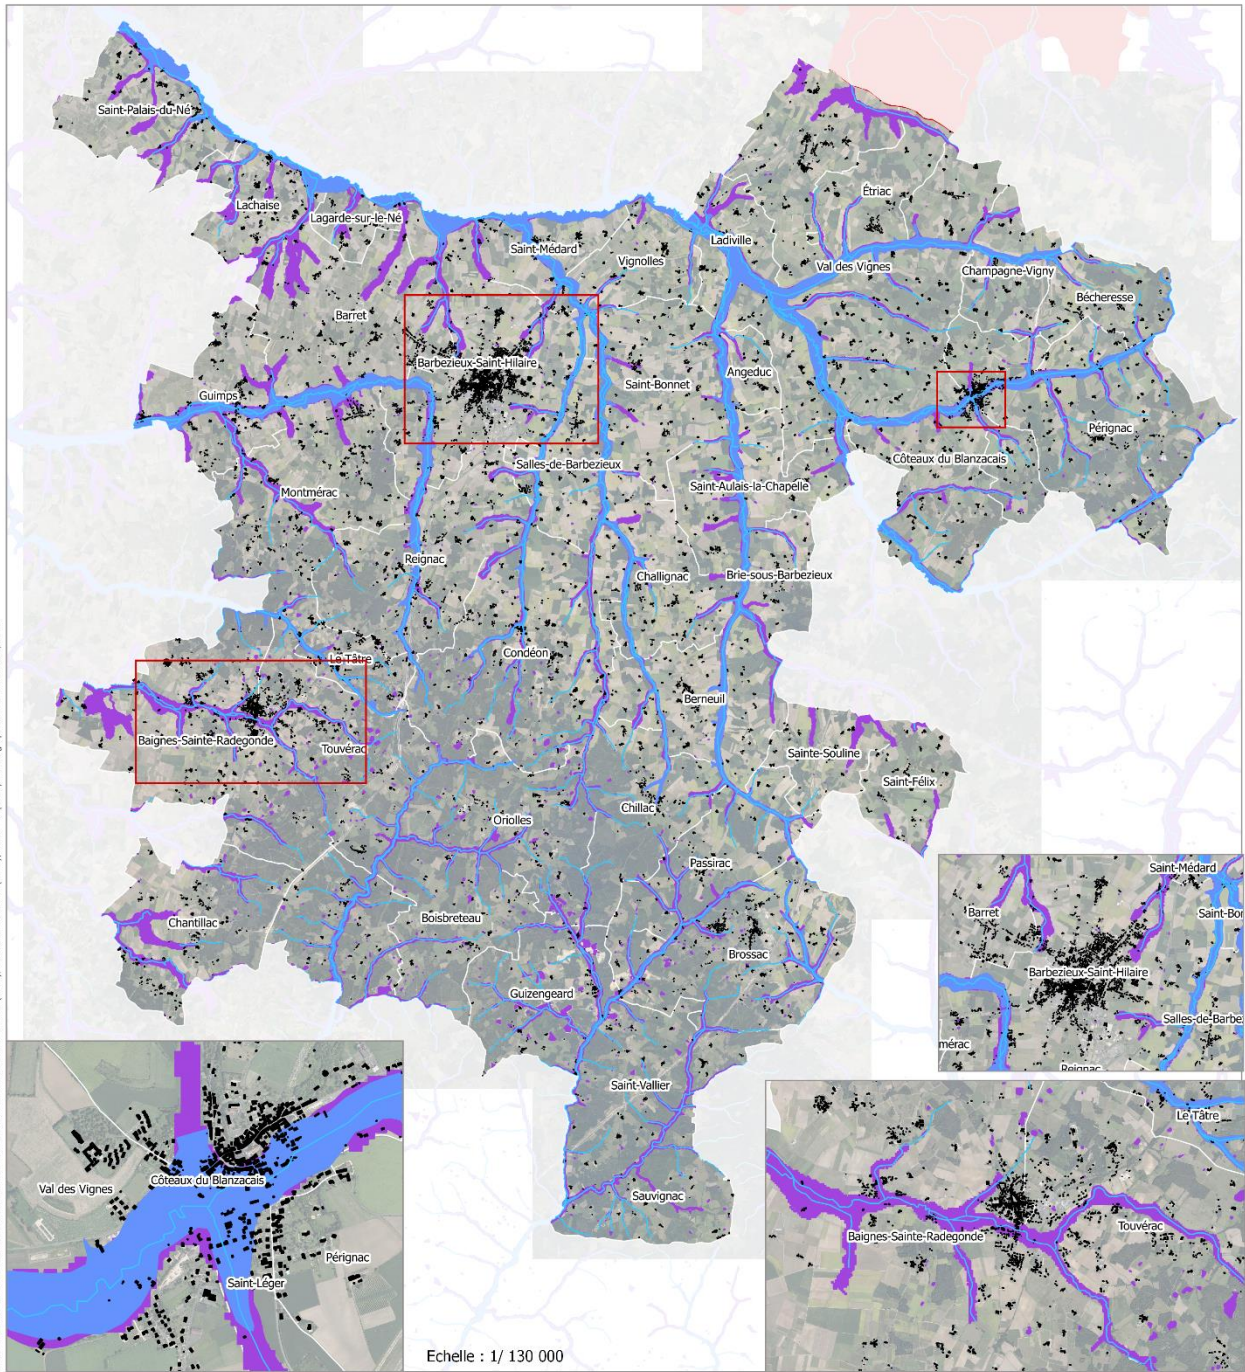 Saint-Palais-du-Né
Lachaise
Lagarde-sur-le-Né
Étriac
Saint-Médard
Ladiville
Vignolles
Val des Vignes
Champagne-Vigny
Bécheresse
Barret
Barbezieux-Saint-Hilaire
Saint-Bonnet
Angeduc
Guimps
Pérignac
Côteaux du Blanzacais
Salles-de-Barbezieux
Saint-Aulais-la-Chapelle
Montmérac
Reignac
Challignac
Brie-sous-Barbezieux
Le Tâtre
Condéon
Berneuil
Baignes-Sainte-Radegonde
Touvérac
Sainte-Souline
Saint-Félix
Chillac
Oriolles
Passirac
Chantillac
Boisbreteau
Brossac
Guizengeard
Saint-Vallier
Sauvignac
Saint-Médard
Barret
Saint-Bon
Barbezieux-Saint-Hilaire
Salles-de-Barbez
mérac
Reignac
Côteaux du Blanzacais
Val des Vignes
Pérignac
Saint-Léger
Le Tâtre
Touvérac
Baignes-Sainte-Radegonde
Echelle : 1/ 130 000